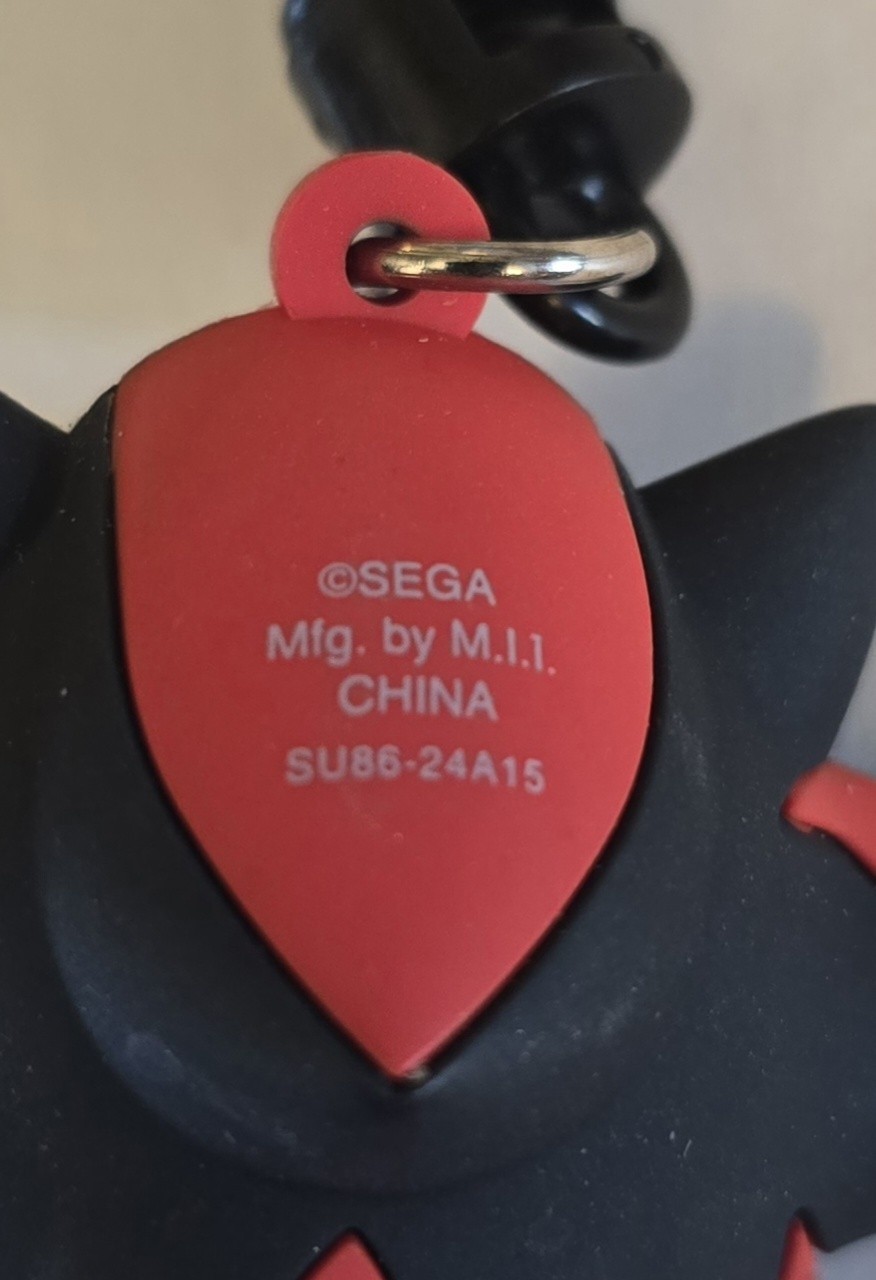 ©SEGA
Mfg. by M.I.I.
CHINA
SU86-24A15